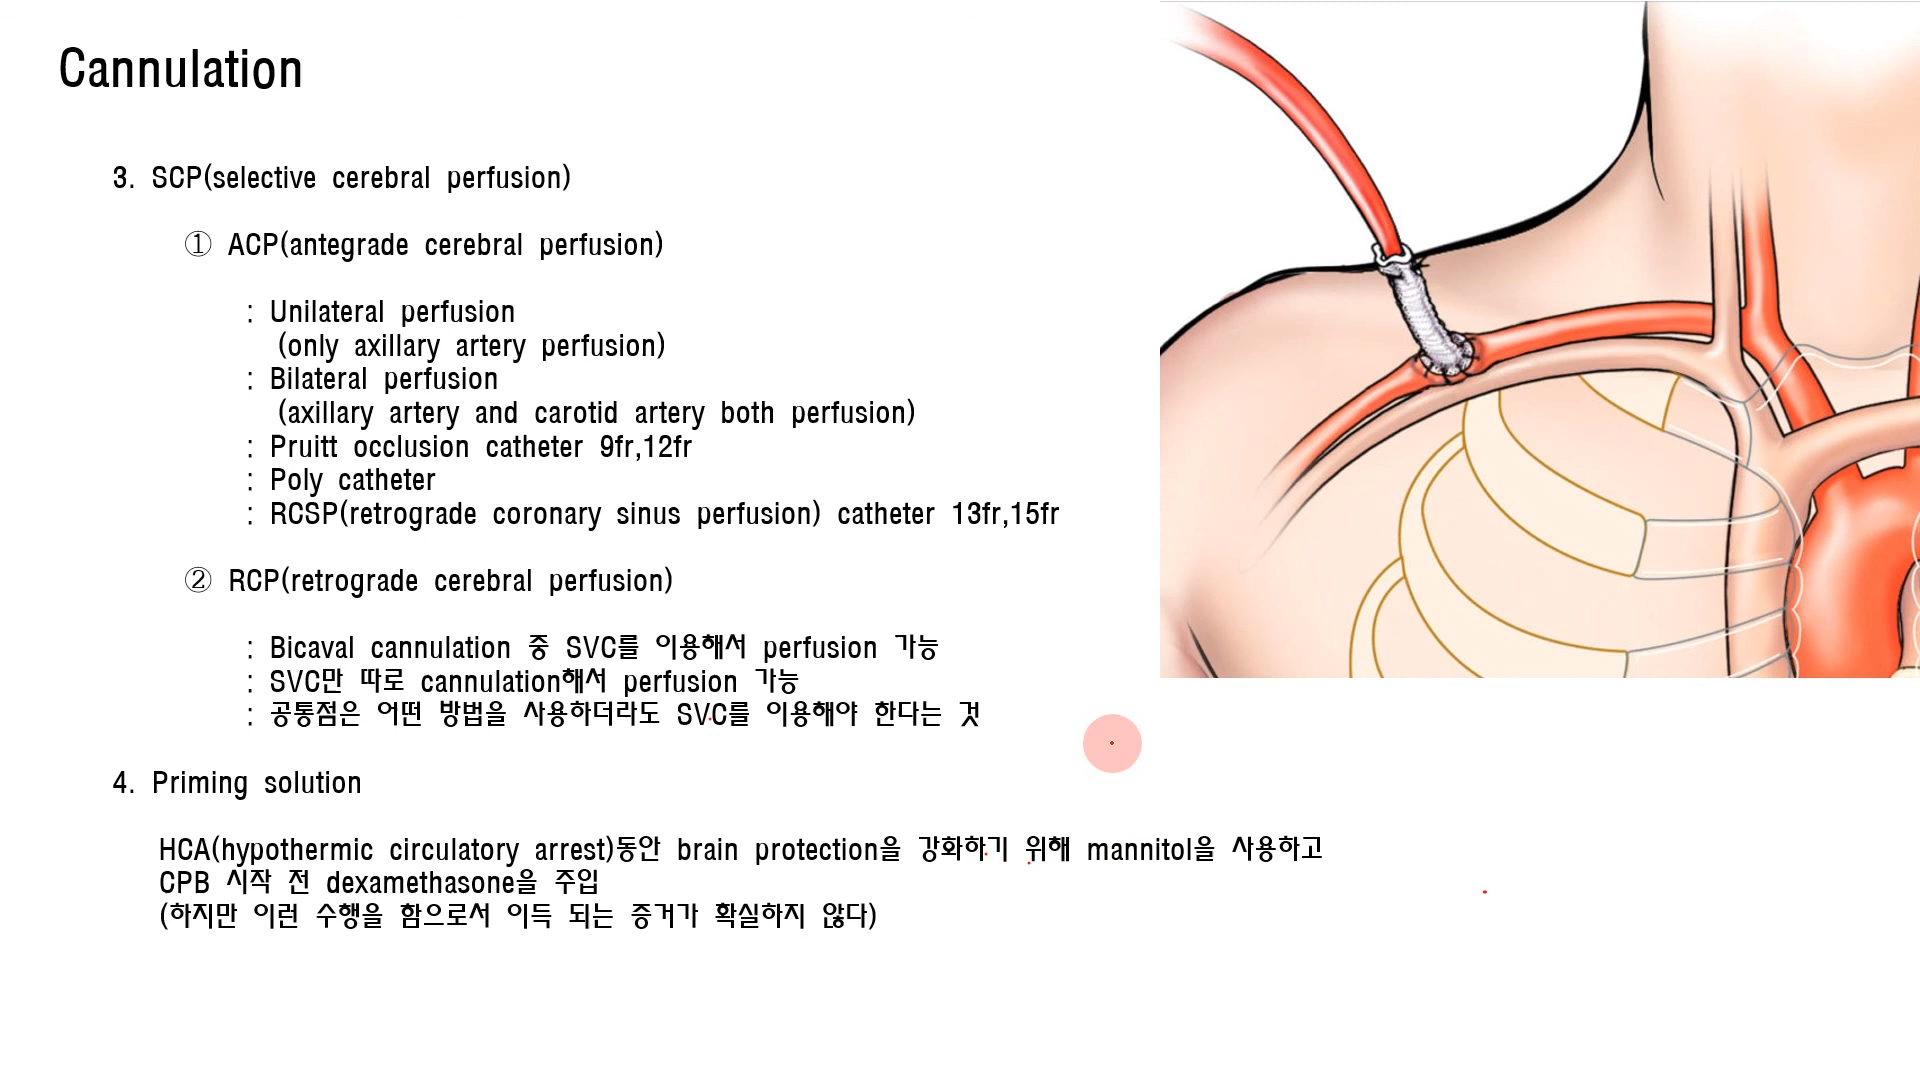 Cannulation
3. SCP(selective cerebral perfusion)
① ACP(antegrade cerebral perfusion)
: Unilateral perfusion
(only axillary artery perfusion)
: Bilateral perfusion
(axillary artery and carotid artery both perfusion)
: Pruitt occlusion catheter 9fr,12fr
: Poly catheter
: RCSP(retrograde coronary sinus perfusion) catheter 13fr,15fr
② RCP(retrograde cerebral perfusion)
: Bicaval cannulation 중 SVC를 이용해서 perfusion 가능
: SVC만 따로 cannulation해서 perfusion 가능
: 공통점은 어떤 방법을 사용하더라도 SVC를 이용해야 한다는 것
4. Priming solution
HCA(hypothermic circulatory arrest)동안 brain protection을 강화하기 위해 mannitol을 사용하고
CPB 시작 전 dexamethasone을 주입
(하지만 이런 수행을 함으로서 이득 되는 증거가 확실하지 않다)